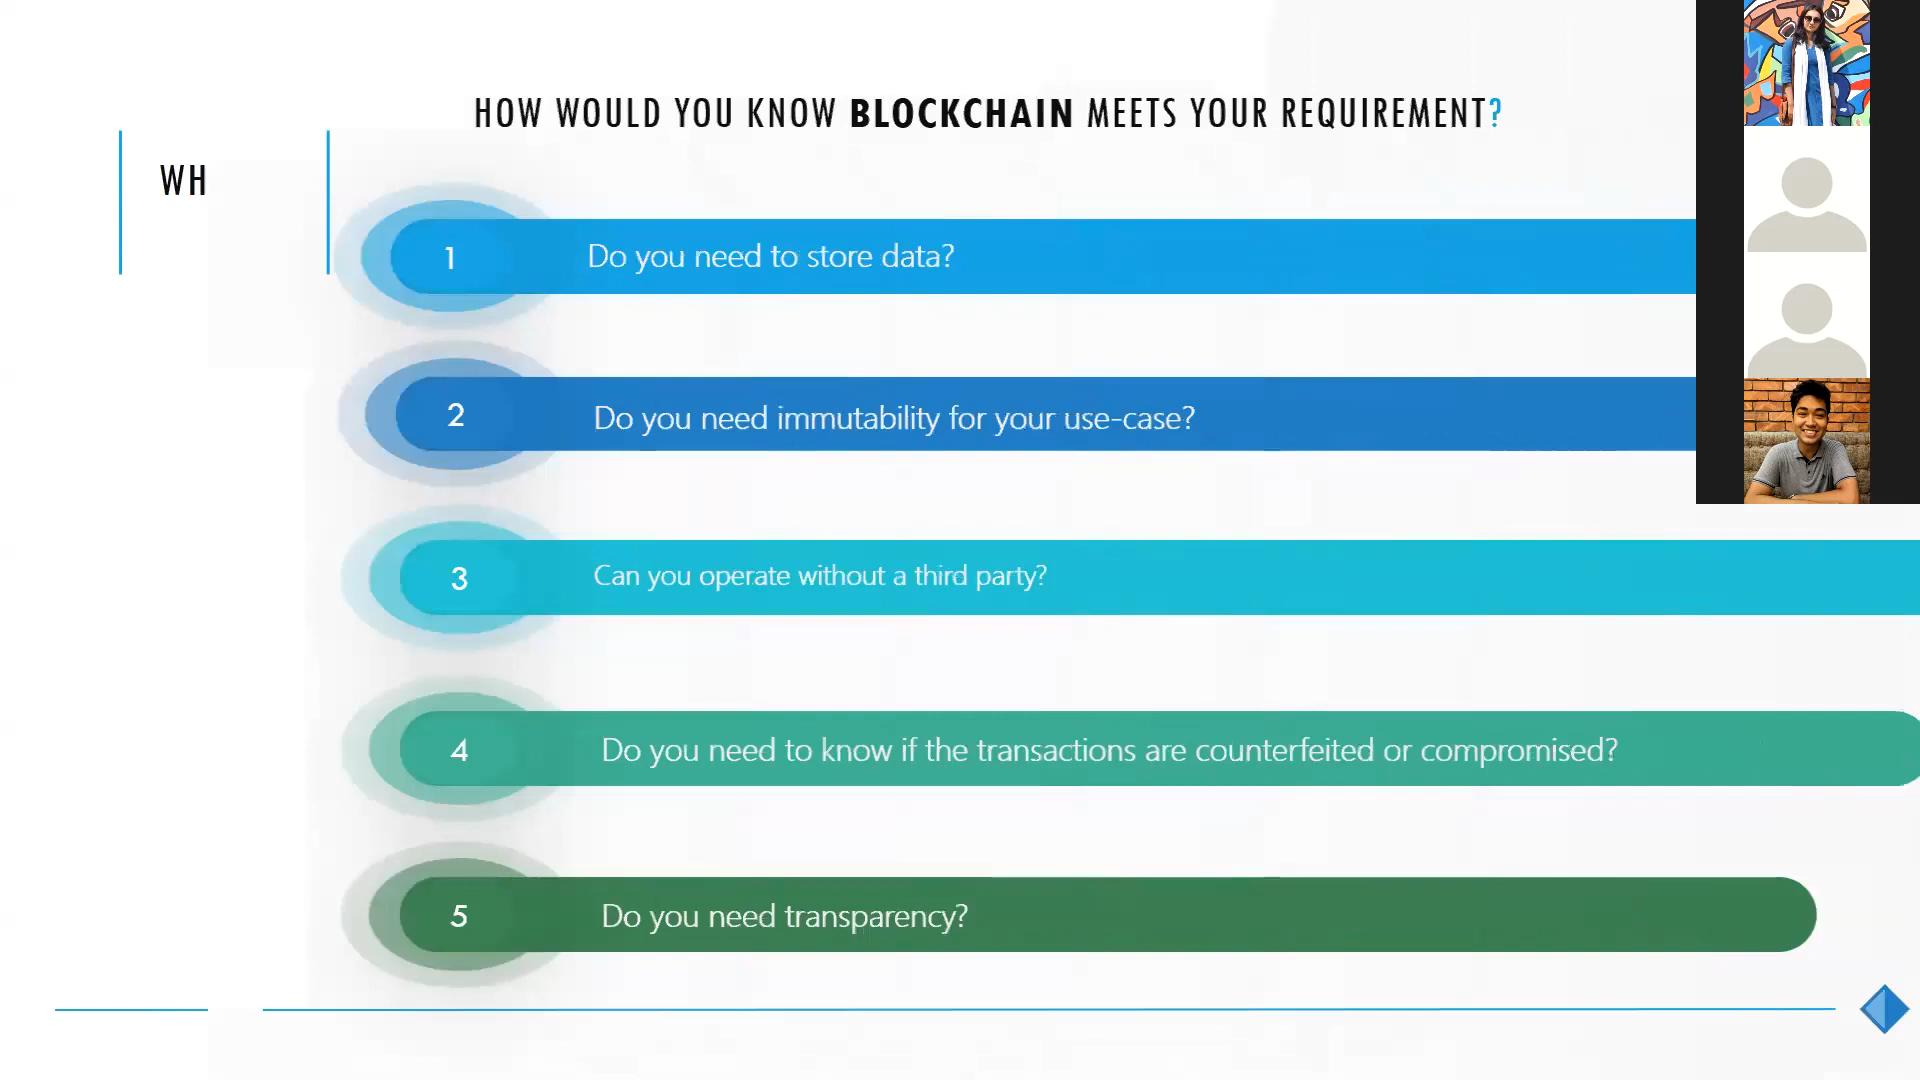 HOW WOULD YOU KNOW BLOCKCHAIN MEETS YOUR REQUIREMENT?
WH
1 Do you need to store data?
2 Do you need immutability for your use-case?
3 Can you operate without a third party?
4 Do you need to know if the transactions are counterfeited or compromised?
5 Do you need transparency?